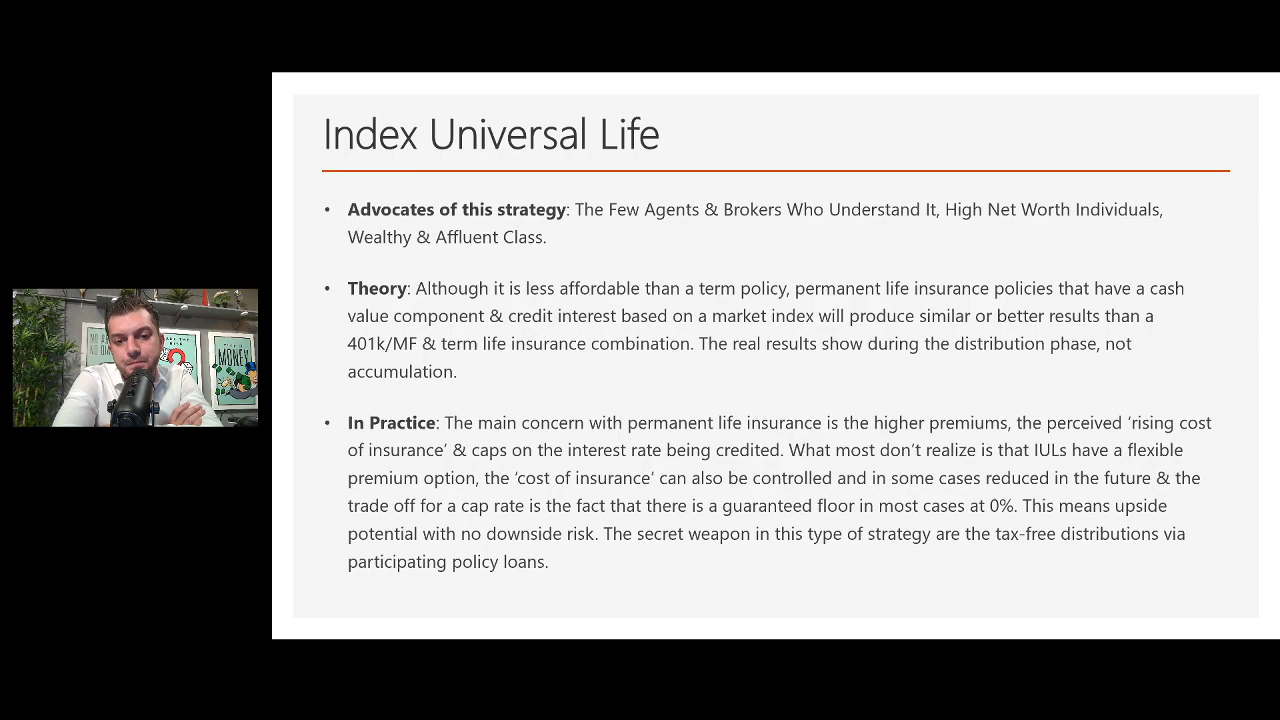 Index Universal Life
• Advocates of this strategy: The Few Agents & Brokers Who Understand It, High Net Worth Individuals,
Wealthy & Affluent Class.
• Theory: Although it is less affordable than a term policy, permanent life insurance policies that have a cash
value component & credit interest based on a market index will produce similar or better results than a
401k/MF & term life insurance combination. The real results show during the distribution phase, not
accumulation.
• In Practice: The main concern with permanent life insurance is the higher premiums, the perceived ‘rising cost
of insurance’ & caps on the interest rate being credited. What most don’t realize is that IULs have a flexible
premium option, the ‘cost of insurance’ can also be controlled and in some cases reduced in the future & the
trade off for a cap rate is the fact that there is a guaranteed floor in most cases at 0%. This means upside
potential with no downside risk. The secret weapon in this type of strategy are the tax-free distributions via
participating policy loans.
MONEY